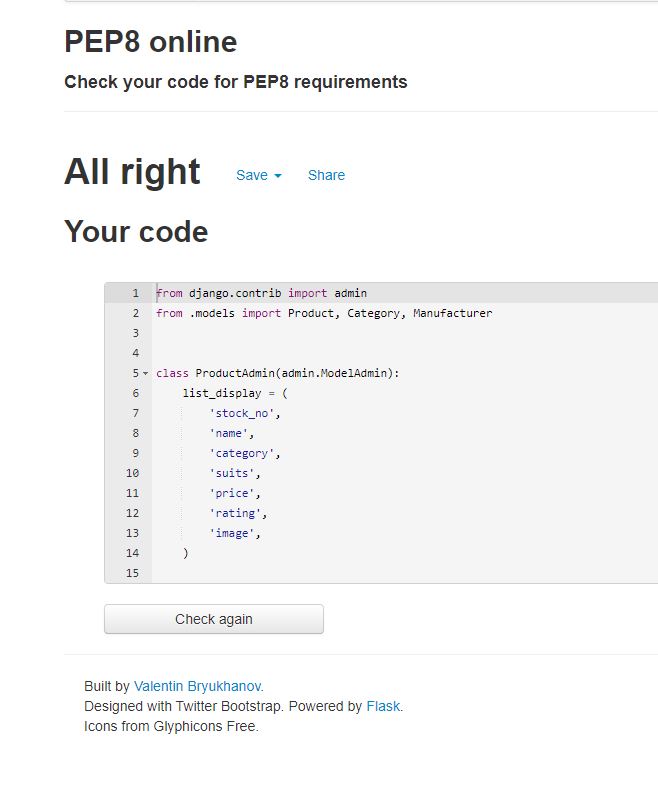 PEP8 online
Check your code for PEP8 requirements
All right Save Share
Your code
1 from django.contrib import admin
2 from .models import Product, Category, Manufacturer
3
4
5 class ProductAdmin(admin.ModelAdmin):
6     list_display = (
7         'stock_no',
8         'name',
9         'category',
10         'suits',
11         'price',
12         'rating',
13         'image',
14     )
15
Check again
Built by Valentin Bryukhanov.
Designed with Twitter Bootstrap. Powered by Flask.
Icons from Glyphicons Free.